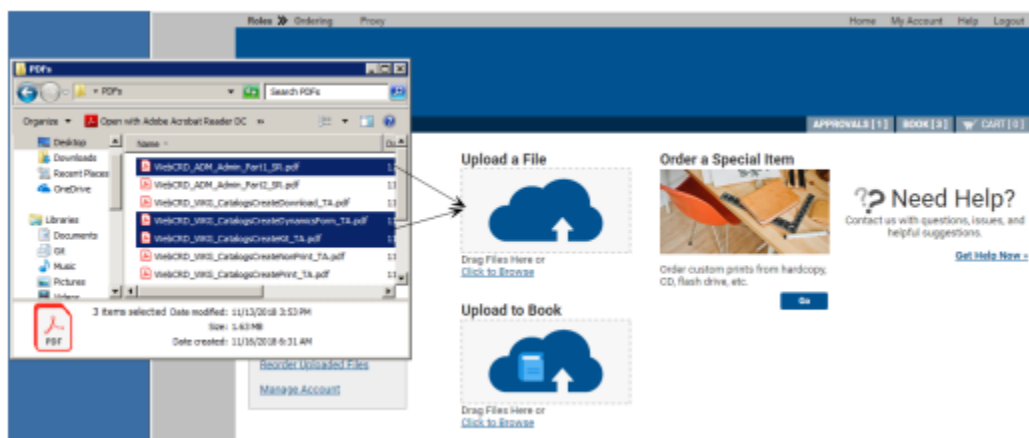 Roles Ordering Proxy
Home My Account Help Logout
PDFs
PDFs
Search PDFs
Organize
Open with Adobe Acrobat Reader DC
Desktop
Downloads
Recent Places
OneDrive
Libraries
Documents
Git
Music
Pictures
Videos
Name
WebCRD_ADM_Admin_Part1_SR.pdf
WebCRD_ADM_Admin_Part2_SR.pdf
WebCRD_WKG_CatalogsCreateDownload_TA.pdf
WebCRD_WKG_CatalogsCreateDynamicsForm_TA.pdf
WebCRD_WKG_CatalogsCreateKit_TA.pdf
WebCRD_WKG_CatalogsCreateNonPrint_TA.pdf
WebCRD_WKG_CatalogsCreatePrint_TA.pdf
PDF
3 items selected Date modified: 11/13/2018 3:53 PM
Size: 1.63 MB
Date created: 11/16/2018 6:31 AM
APPROVALS [1] BOOK [3] CART [0]
Reorder Uploaded Files
Manage Account
Upload a File
Drag Files Here or
Click to Browse
Upload to Book
Drag Files Here or
Click to Browse
Order a Special Item
Order custom prints from hardcopy,
CD, flash drive, etc.
Go
?? Need Help?
Contact us with questions, issues, and
helpful suggestions.
Get Help Now »